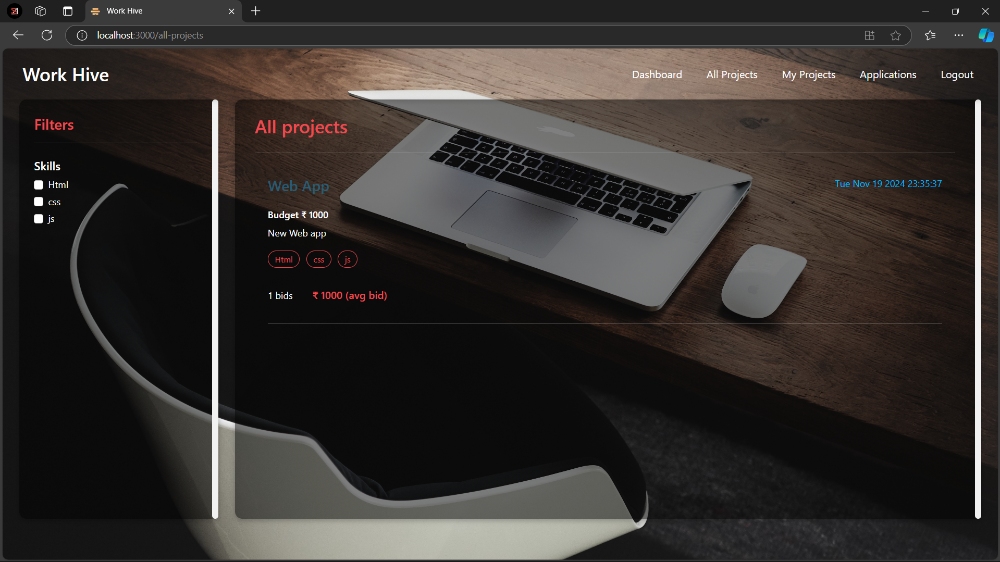 Work Hive
localhost:3000/all-projects
Work Hive
Dashboard
All Projects
My Projects
Applications
Logout
Filters
Skills
Html
css
js
All projects
Web App
Tue Nov 19 2024 23:35:37
Budget ₹ 1000
New Web app
Html
css
js
1 bids
₹ 1000 (avg bid)